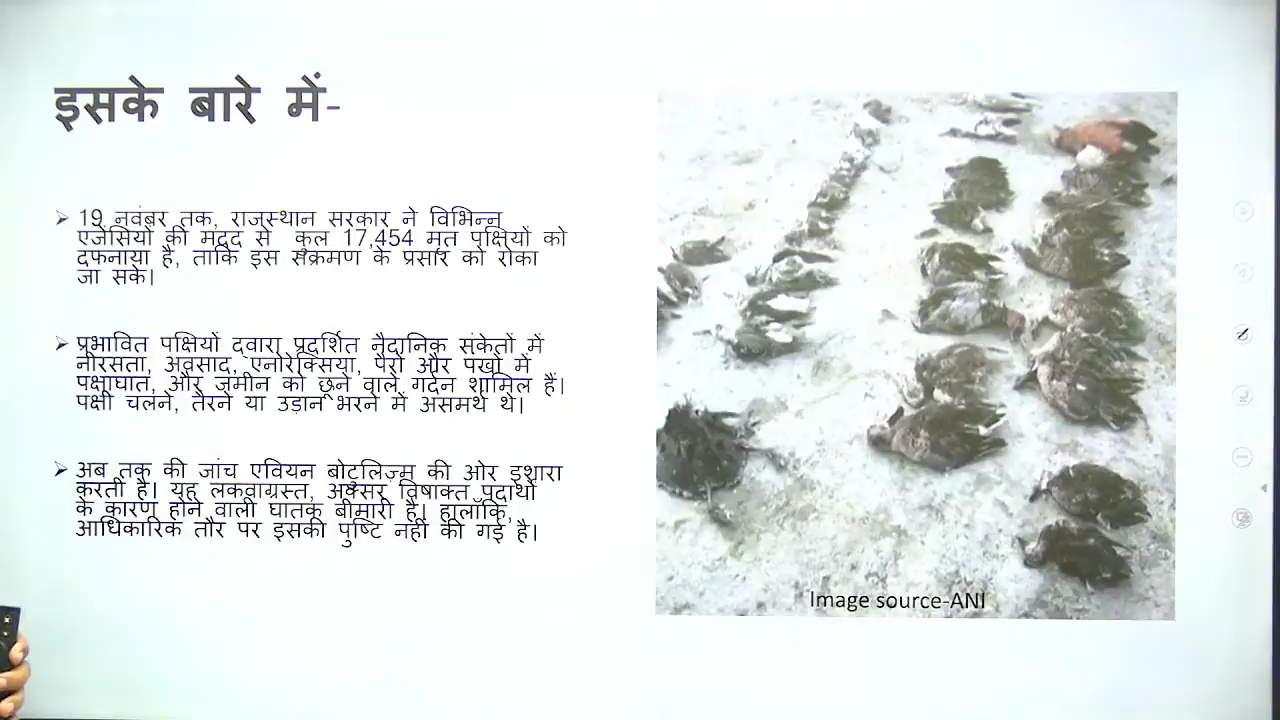 इसके बारे में-
19 नवंबर तक, राजस्थान सरकार ने विभिन्न
एजेंसियों की मदद से कुल 17,454 मृत पक्षियों को
दफनाया है, ताकि इस संक्रमण के प्रसार को रोका
जा सके।
प्रभावित पक्षियों द्वारा प्रदर्शित नैदानिक संकेतों में
नीरसता, अवसाद, एनोरेक्सिया, पैरों और पंखों में
पक्षाघात, और जमीन को छूने वाले गर्दन शामिल हैं।
पक्षी चलने, तैरने या उड़ान भरने में असमर्थ थे।
अब तक की जांच एवियन बोटुलिज़्म की ओर इशारा
करती है। यह लकवाग्रस्त, अक्सर विषाक्त पदार्थों
के कारण होने वाली घातक बीमारी है। हालाँकि,
आधिकारिक तौर पर इसकी पुष्टि नहीं की गई है।
Image source-ANI